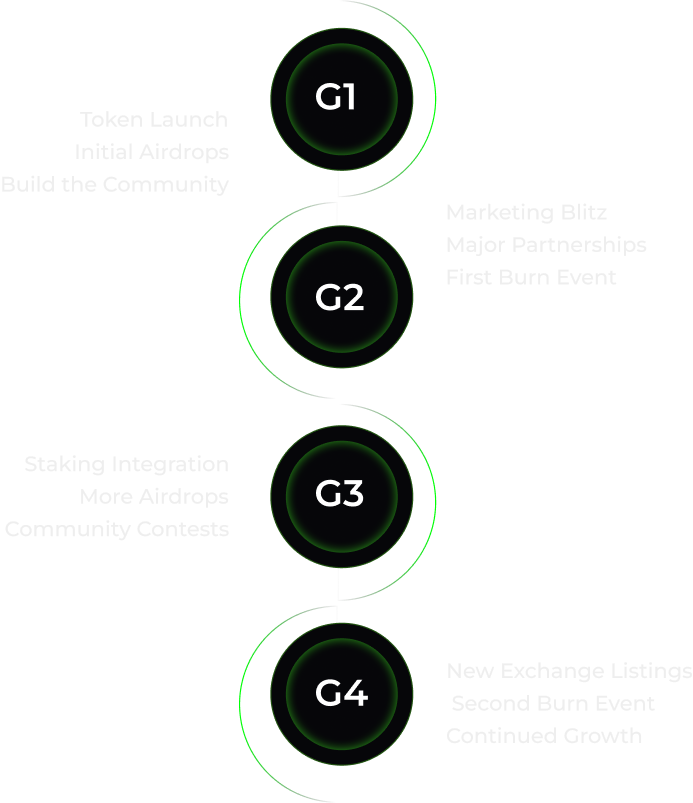 G1
Token Launch
Initial Airdrops
Build the Community
G2
Marketing Blitz
Major Partnerships
First Burn Event
G3
Staking Integration
More Airdrops
Community Contests
G4
New Exchange Listings
Second Burn Event
Continued Growth